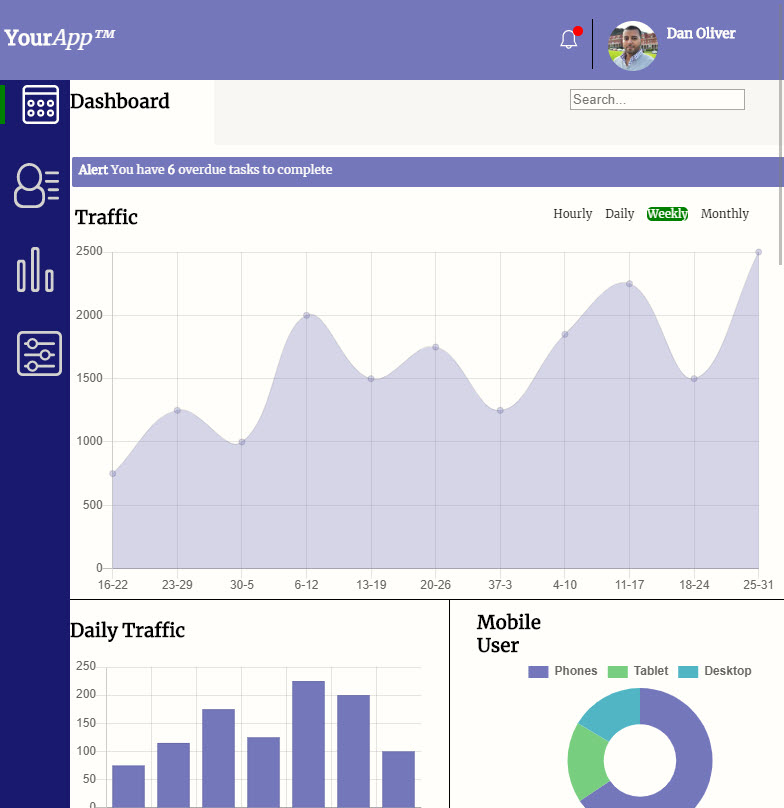 YourApp™
Dan Oliver
Dashboard
Search...
Alert You have 6 overdue tasks to complete
Traffic
Hourly Daily Weekly Monthly
2500
2000
1500
1000
500
0
16-22 23-29 30-5 6-12 13-19 20-26 37-3 4-10 11-17 18-24 25-31
Daily Traffic
250
200
150
100
50
0
Mobile
User
Phones Tablet Desktop